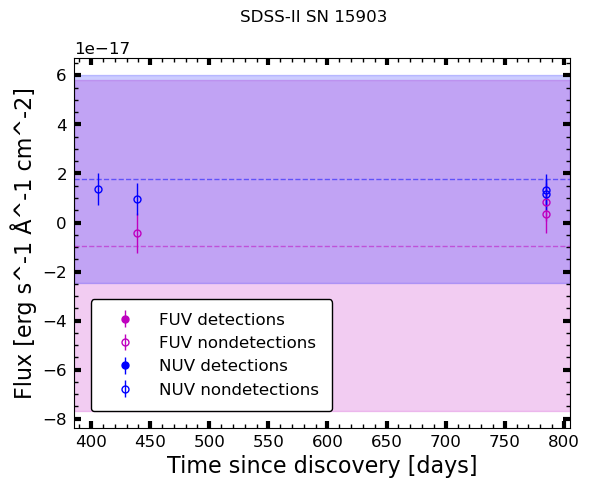 SDSS-II SN 15903
1e−17
6
4
2
0
−2
−4
−6
−8
Flux [erg s^-1 Å^-1 cm^-2]
FUV detections
FUV nondetections
NUV detections
NUV nondetections
400 450 500 550 600 650 700 750 800
Time since discovery [days]